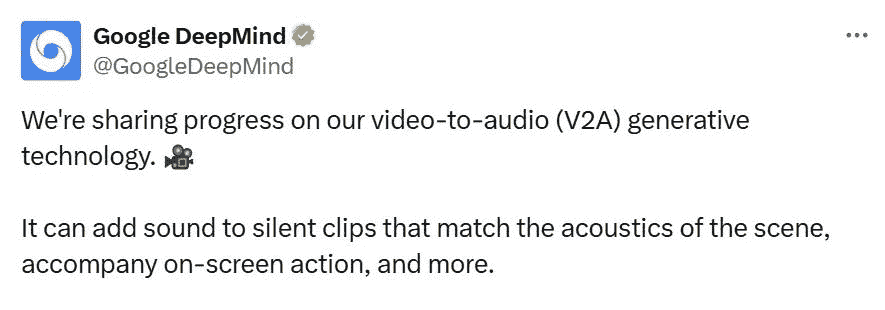 Google DeepMind
@GoogleDeepMind
We're sharing progress on our video-to-audio (V2A) generative
technology. 🎥
It can add sound to silent clips that match the acoustics of the scene,
accompany on-screen action, and more.